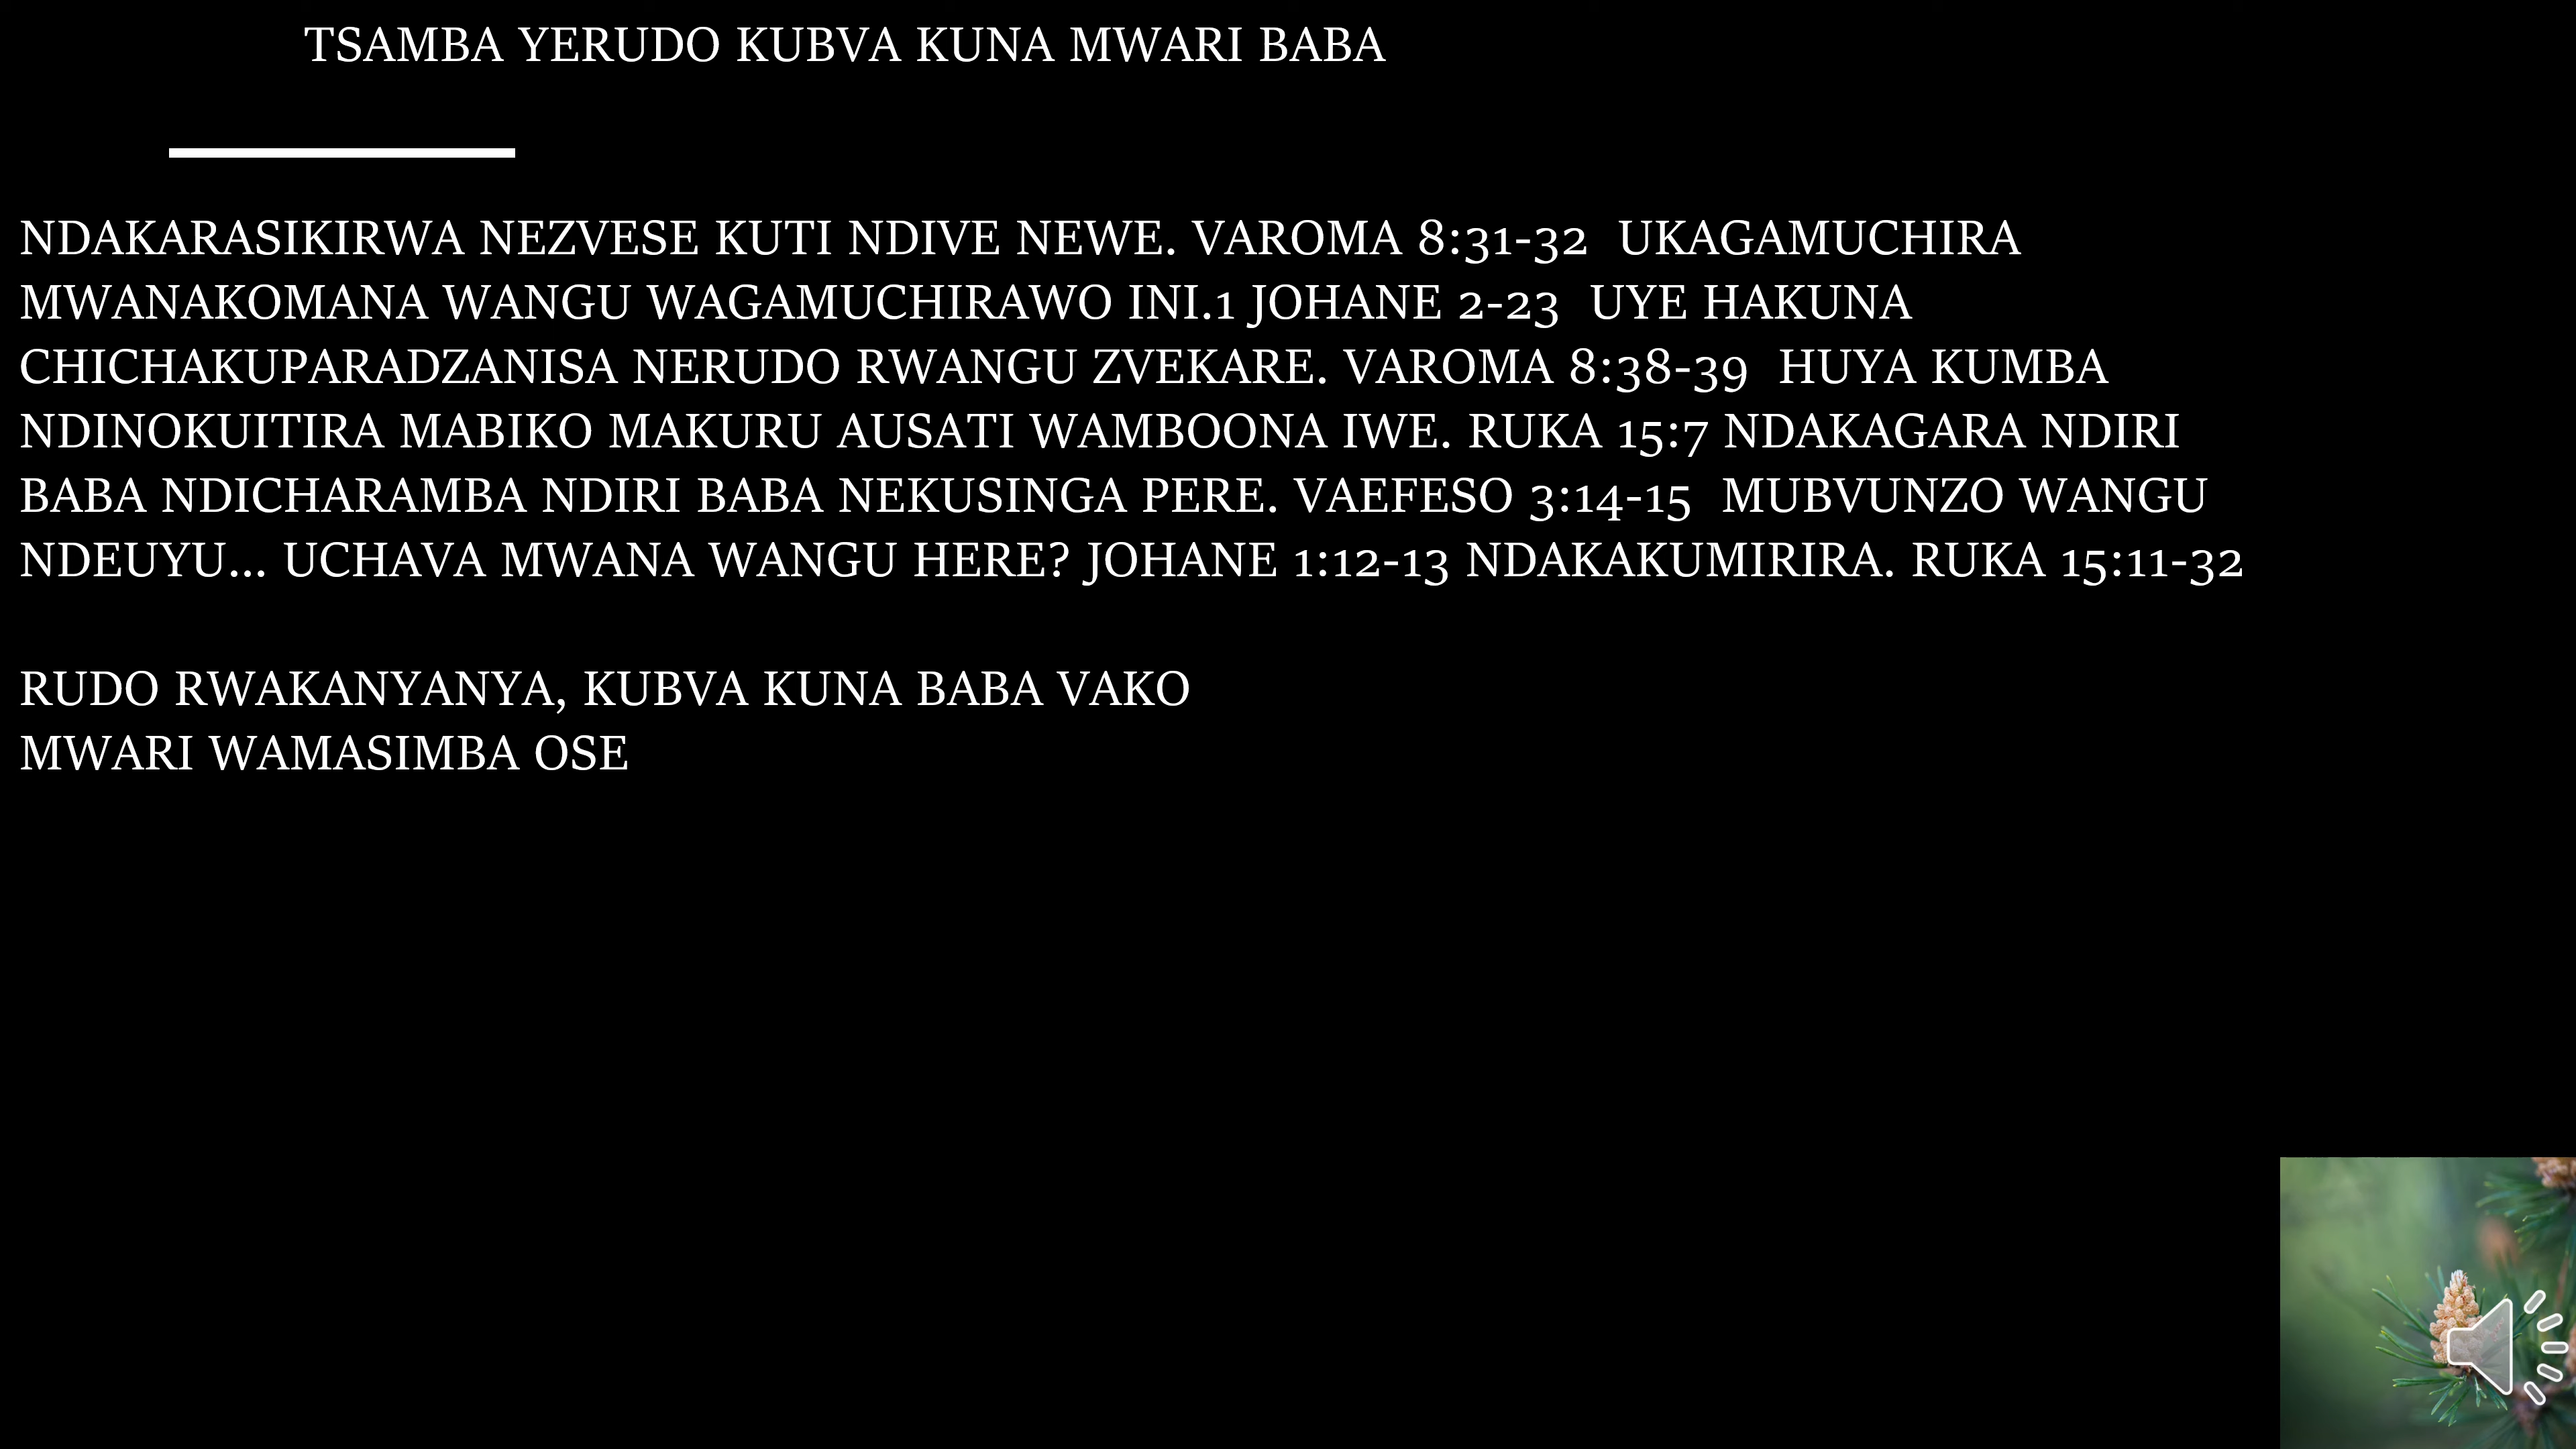 TSAMBA YERUDO KUBVA KUNA MWARI BABA
NDAKARASIKIRWA NEZVESE KUTI NDIVE NEWE. VAROMA 8:31-32  UKAGAMUCHIRA
MWANAKOMANA WANGU WAGAMUCHIRAWO INI.1 JOHANE 2-23  UYE HAKUNA
CHICHAKUPARADZANISA NERUDO RWANGU ZVEKARE. VAROMA 8:38-39  HUYA KUMBA
NDINOKUITIRA MABIKO MAKURU AUSATI WAMBOONA IWE. RUKA 15:7 NDAKAGARA NDIRI
BABA NDICHARAMBA NDIRI BABA NEKUSINGA PERE. VAEFESO 3:14-15  MUBVUNZO WANGU
NDEUYU... UCHAVA MWANA WANGU HERE? JOHANE 1:12-13 NDAKAKUMIRIRA. RUKA 15:11-32
RUDO RWAKANYANYA, KUBVA KUNA BABA VAKO
MWARI WAMASIMBA OSE